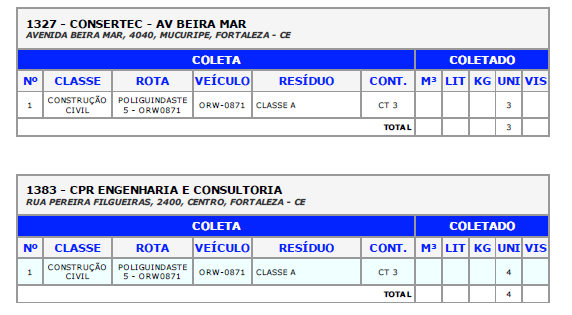 1327 - CONSERTEC - AV BEIRA MAR
AVENIDA BEIRA MAR, 4040, MUCURIPE, FORTALEZA - CE
COLETA COLETADO
Nº CLASSE ROTA VEÍCULO RESÍDUO CONT. M³ LIT KG UNI VIS
1 CONSTRUÇÃO CIVIL POLIGUINDASTE 5 - ORW0871 ORW-0871 CLASSE A CT 3 3
TOTAL 3
1383 - CPR ENGENHARIA E CONSULTORIA
RUA PEREIRA FILGUEIRAS, 2400, CENTRO, FORTALEZA - CE
COLETA COLETADO
Nº CLASSE ROTA VEÍCULO RESÍDUO CONT. M³ LIT KG UNI VIS
1 CONSTRUÇÃO CIVIL POLIGUINDASTE 5 - ORW0871 ORW-0871 CLASSE A CT 3 4
TOTAL 4